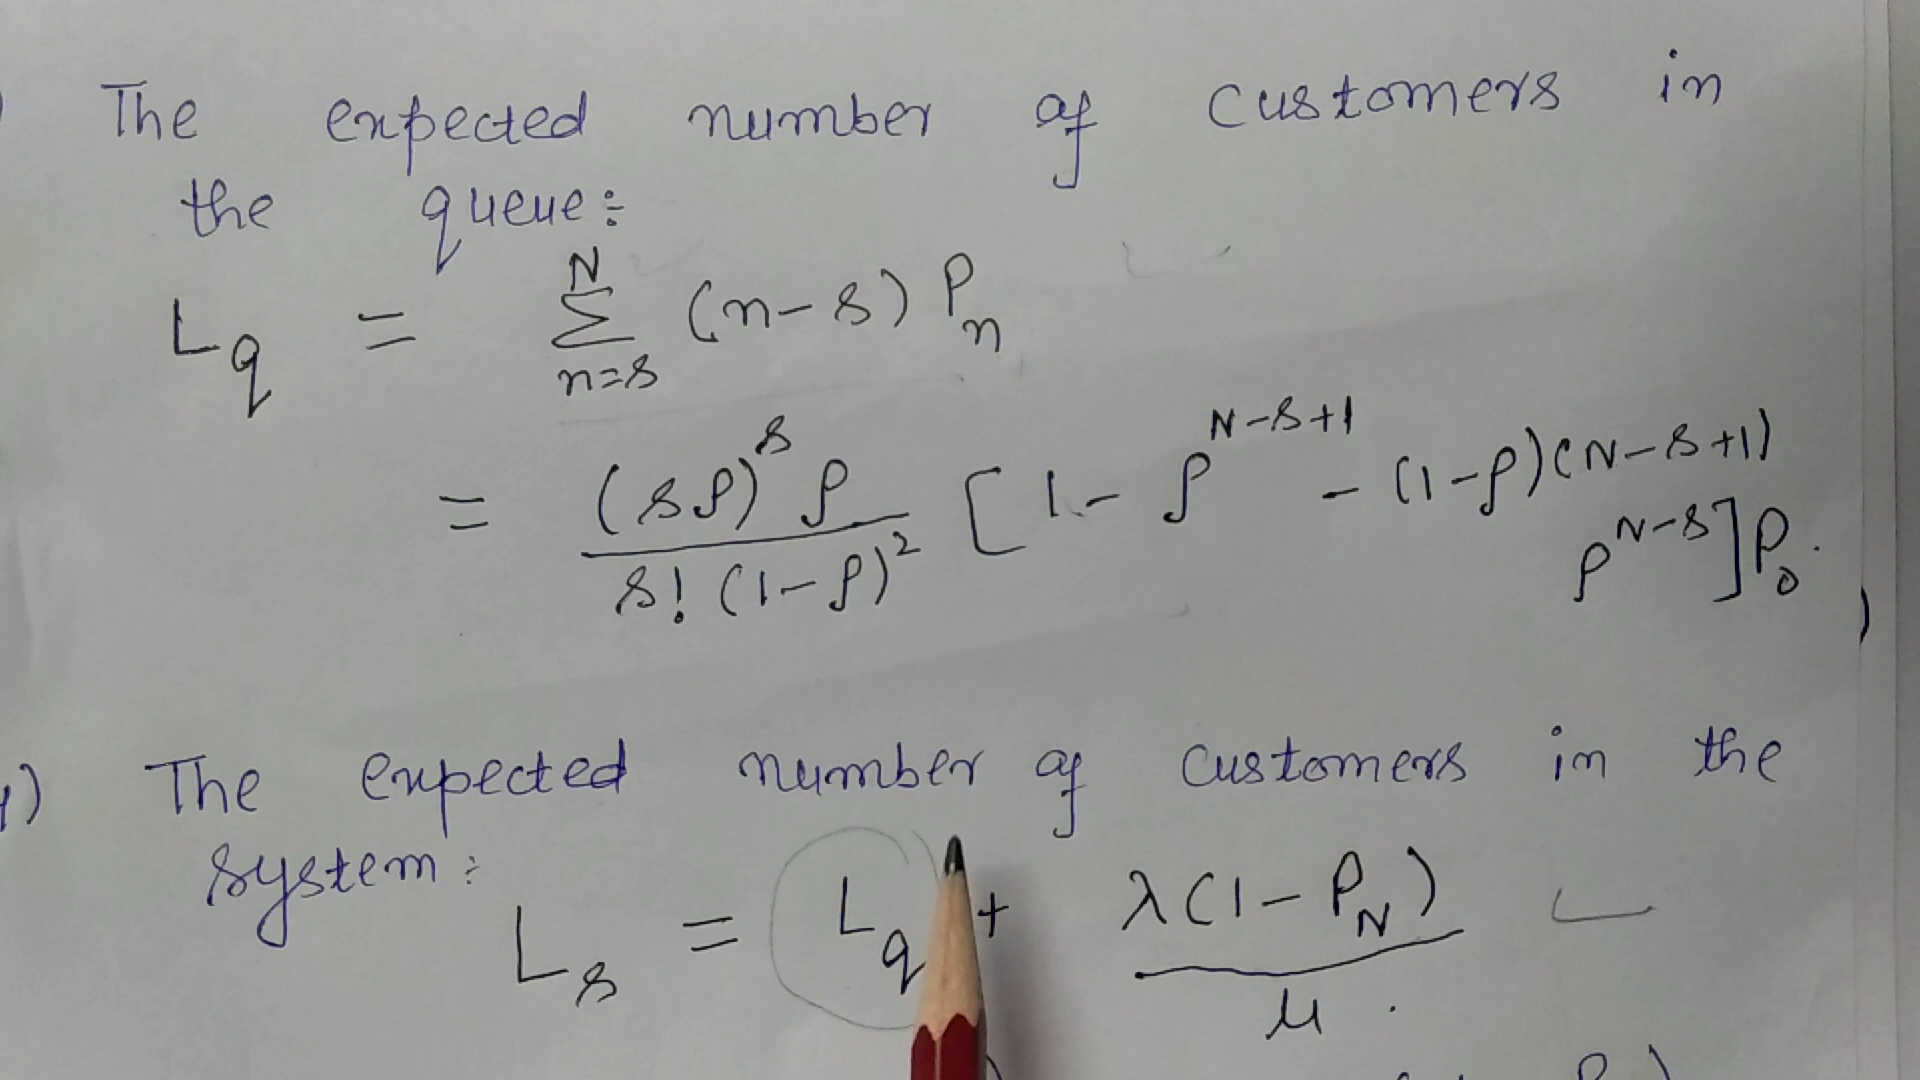 The expected number of customers in
the queue:
Lq = Σ_{n=s}^{N} (n-s) Pn
= (sρ)^s ρ / s! (1-ρ)² [1 - ρ^{N-s+1} - (1-ρ)(N-s+1)
ρ^{N-s}] P₀.
) The expected number of customers in the
system:
Ls = Lq + λ(1-P_N) / μ.